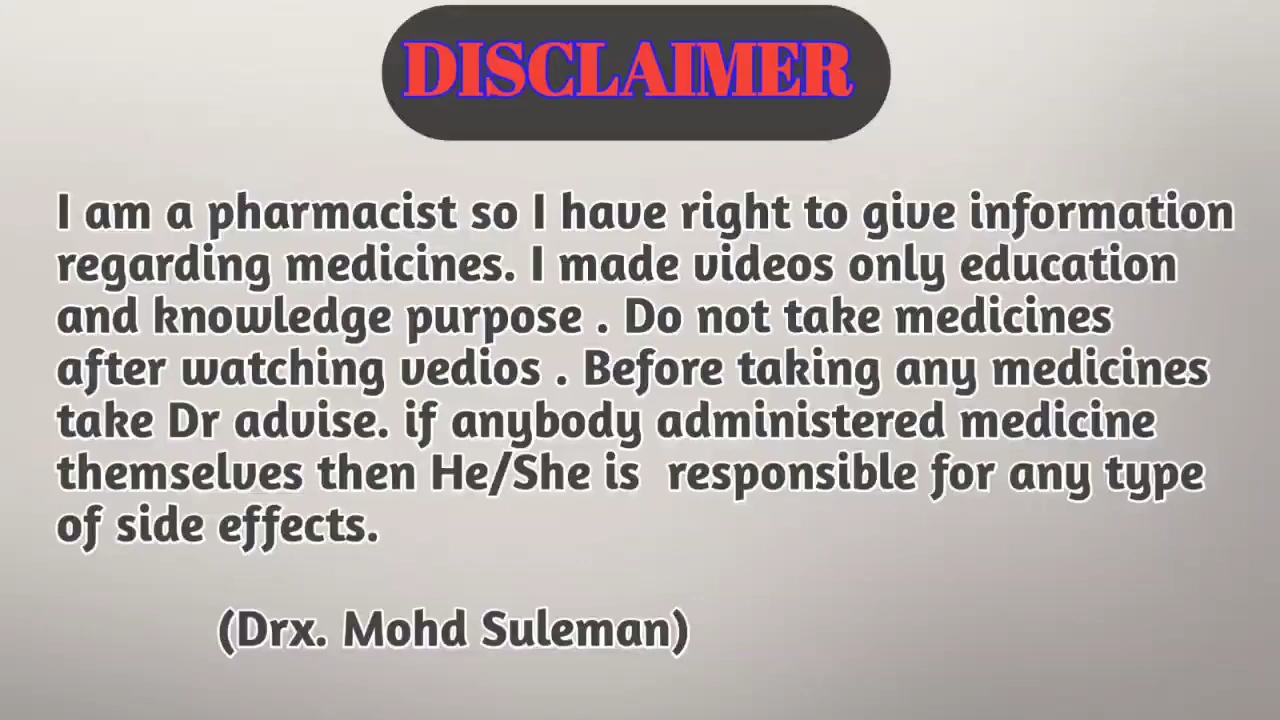 DISCLAIMER
I am a pharmacist so I have right to give information
regarding medicines. I made videos only education
and knowledge purpose . Do not take medicines
after watching vedios . Before taking any medicines
take Dr advise. if anybody administered medicine
themselves then He/She is  responsible for any type
of side effects.
(Drx. Mohd Suleman)